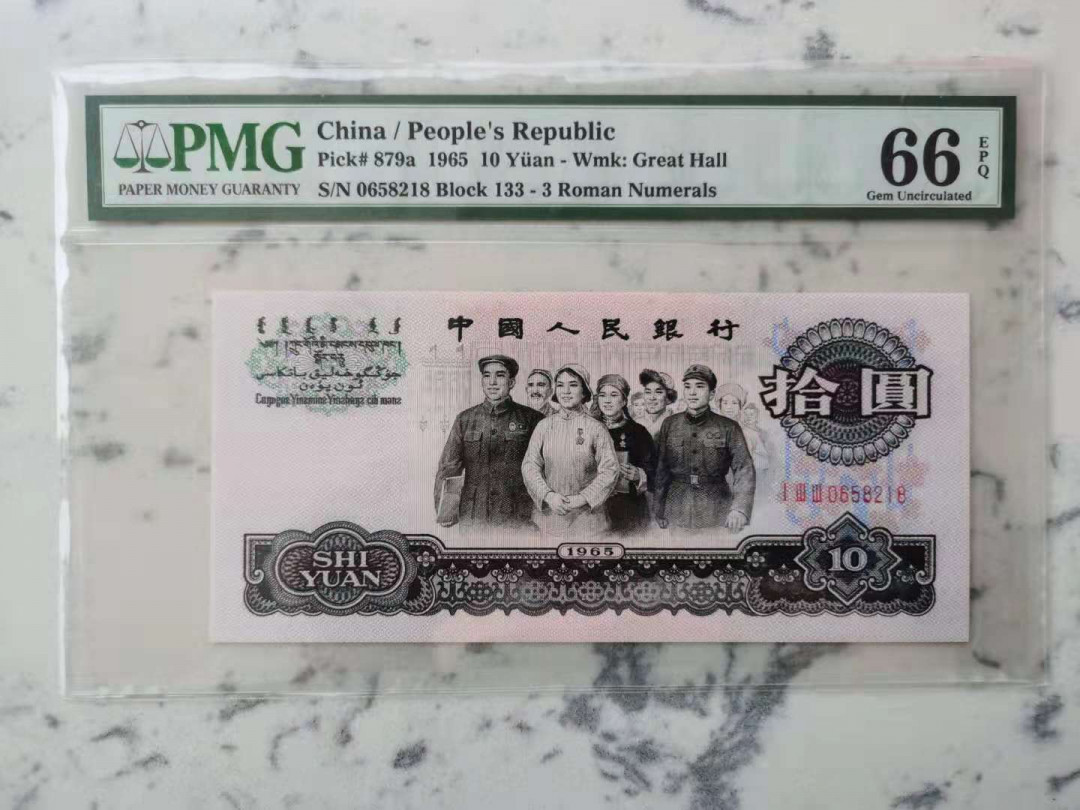 PMG
PAPER MONEY GUARANTY
China / People's Republic
Pick# 879a 1965 10 Yüan - Wmk: Great Hall
S/N 0658218 Block 133 - 3 Roman Numerals
66
EPQ
Gem Uncirculated
中國人民銀行
拾圓
I III III 0658218
1965
SHI
YUAN
10